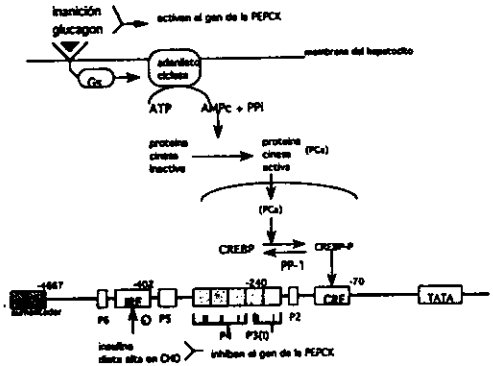 inanición
glucagon
activan el gen de la PEPCK
membrana del hepatocito
Gs
adenilato
ciclasa
ATP
AMPc + PPi
proteína
cinasa
inactiva
proteína
cinasa
activa
(PCa)
(PCa)
CREBP
CREBP-P
PP-1
-4667
-402
-240
-70
CRE
TATA
P6
P5
P4
P3(I)
P2
insulina
dieta alta en CHO
inhiben el gen de la PEPCK